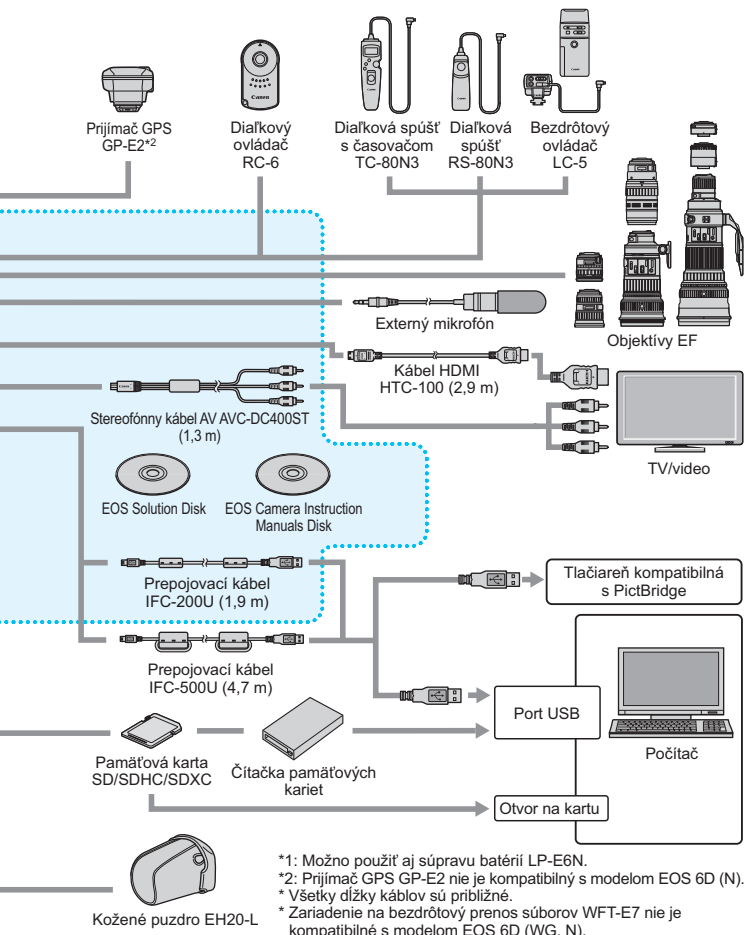 Prijímač GPS
GP-E2*2
Diaľkový
ovládač
RC-6
Diaľková spúšť
s časovačom
TC-80N3
Diaľková
spúšť
RS-80N3
Bezdrôtový
ovládač
LC-5
Externý mikrofón
Objektívy EF
Kábel HDMI
HTC-100 (2,9 m)
Stereofónny kábel AV AVC-DC400ST
(1,3 m)
TV/video
EOS Solution Disk
EOS Camera Instruction
Manuals Disk
Prepojovací kábel
IFC-200U (1,9 m)
Tlačiareň kompatibilná
s PictBridge
Prepojovací kábel
IFC-500U (4,7 m)
Port USB
Počítač
Pamäťová karta
SD/SDHC/SDXC
Čítačka pamäťových
kariet
Otvor na kartu
Kožené puzdro EH20-L
*1: Možno použiť aj súpravu batérií LP-E6N.
*2: Prijímač GPS GP-E2 nie je kompatibilný s modelom EOS 6D (N).
* Všetky dĺžky káblov sú približné.
* Zariadenie na bezdrôtový prenos súborov WFT-E7 nie je
kompatibilné s modelom EOS 6D (WG, N).